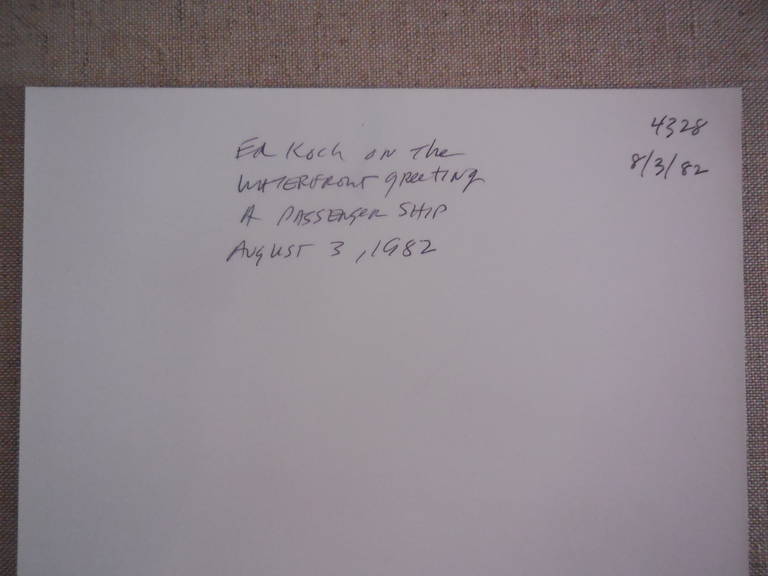 4328
8/3/82
Ed Koch on the
WATERFRONT greeting
A PASSENGER SHIP
AUGUST 3, 1982